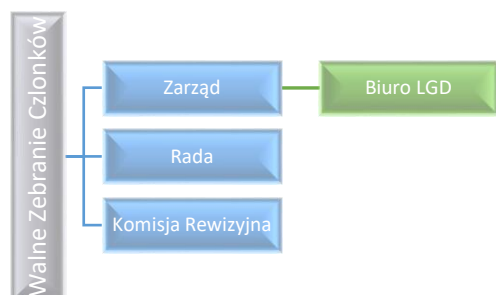 Walne Zebranie Członków
Zarząd
Biuro LGD
Rada
Komisja Rewizyjna